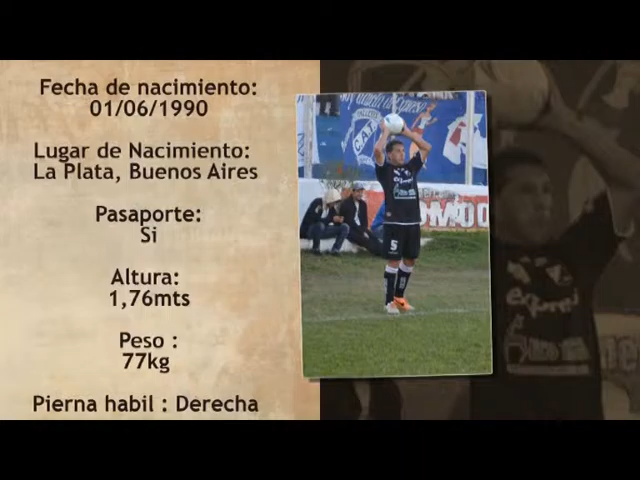 Fecha de nacimiento:
01/06/1990
Lugar de Nacimiento:
La Plata, Buenos Aires
Pasaporte:
Si
Altura:
1,76mts
Peso :
77kg
Pierna habil : Derecha
5